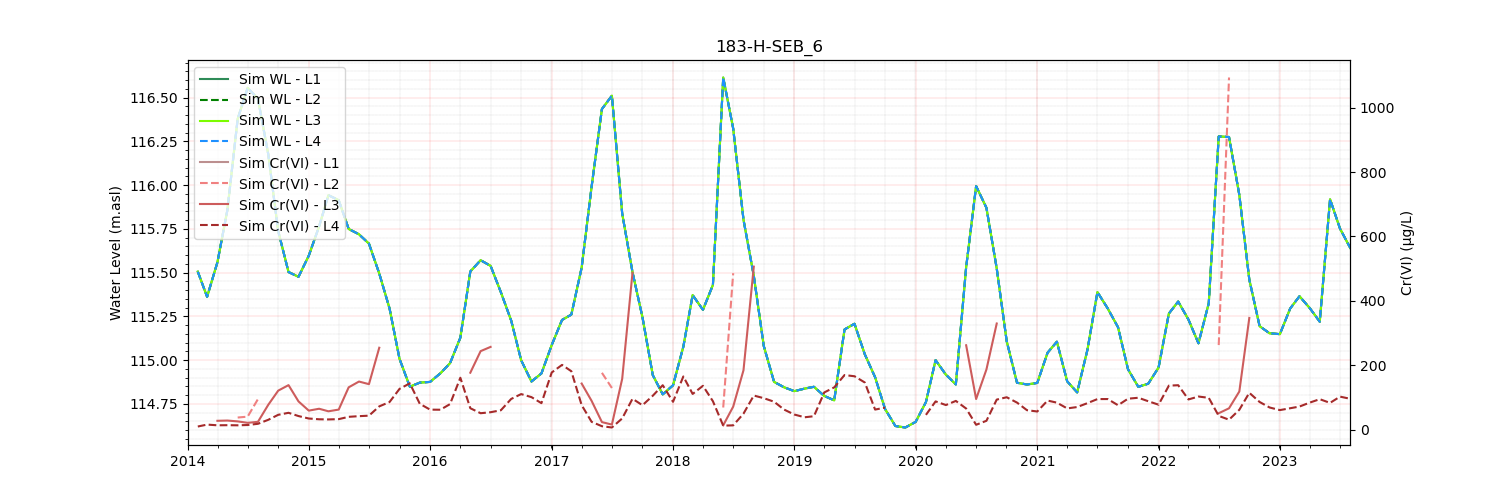 183-H-SEB_6
Sim WL - L1
Sim WL - L2
Sim WL - L3
Sim WL - L4
Sim Cr(VI) - L1
Sim Cr(VI) - L2
Sim Cr(VI) - L3
Sim Cr(VI) - L4
Water Level (m.asl)
116.50
116.25
116.00
115.75
115.50
115.25
115.00
114.75
Cr(VI) (µg/L)
1000
800
600
400
200
0
2014 2015 2016 2017 2018 2019 2020 2021 2022 2023